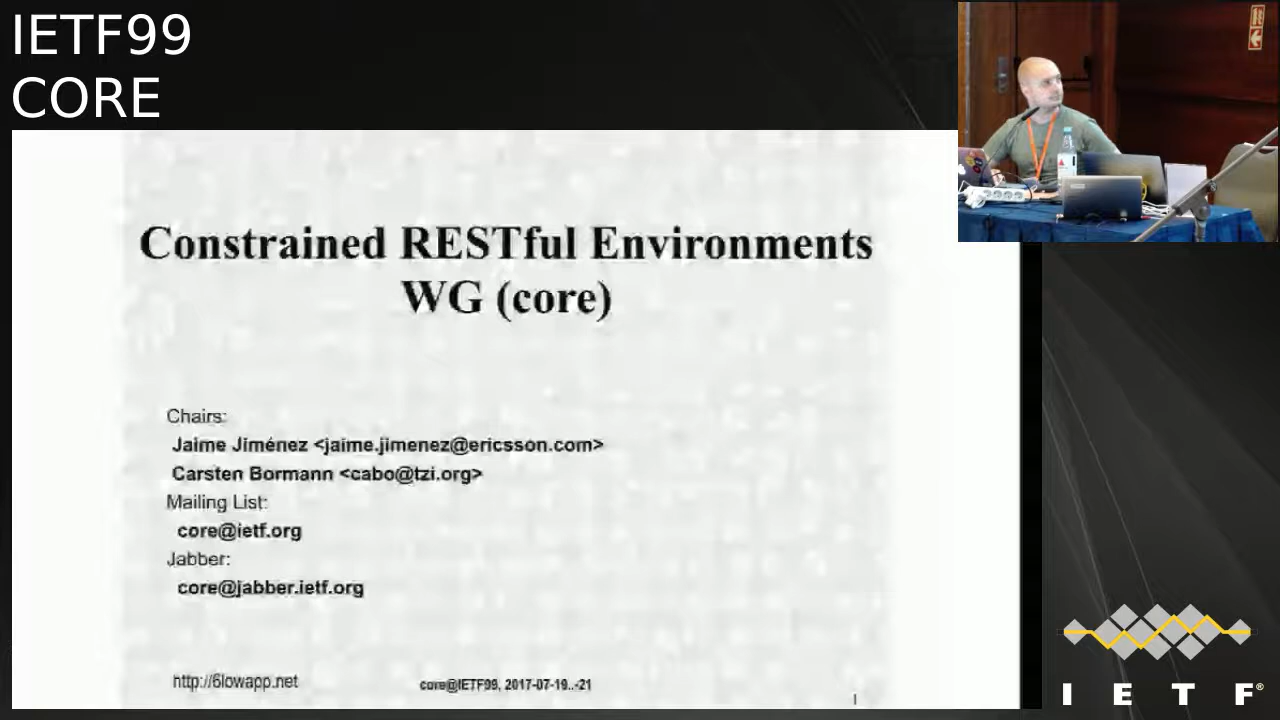 IETF99
CORE
Constrained RESTful Environments
WG (core)
Chairs:
Jaime Jiménez <jaime.jimenez@ericsson.com>
Carsten Bormann <cabo@tzi.org>
Mailing List:
core@ietf.org
Jabber:
core@jabber.ietf.org
http://6lowapp.net
core@IETF99, 2017-07-19..-21
1
I E T F®